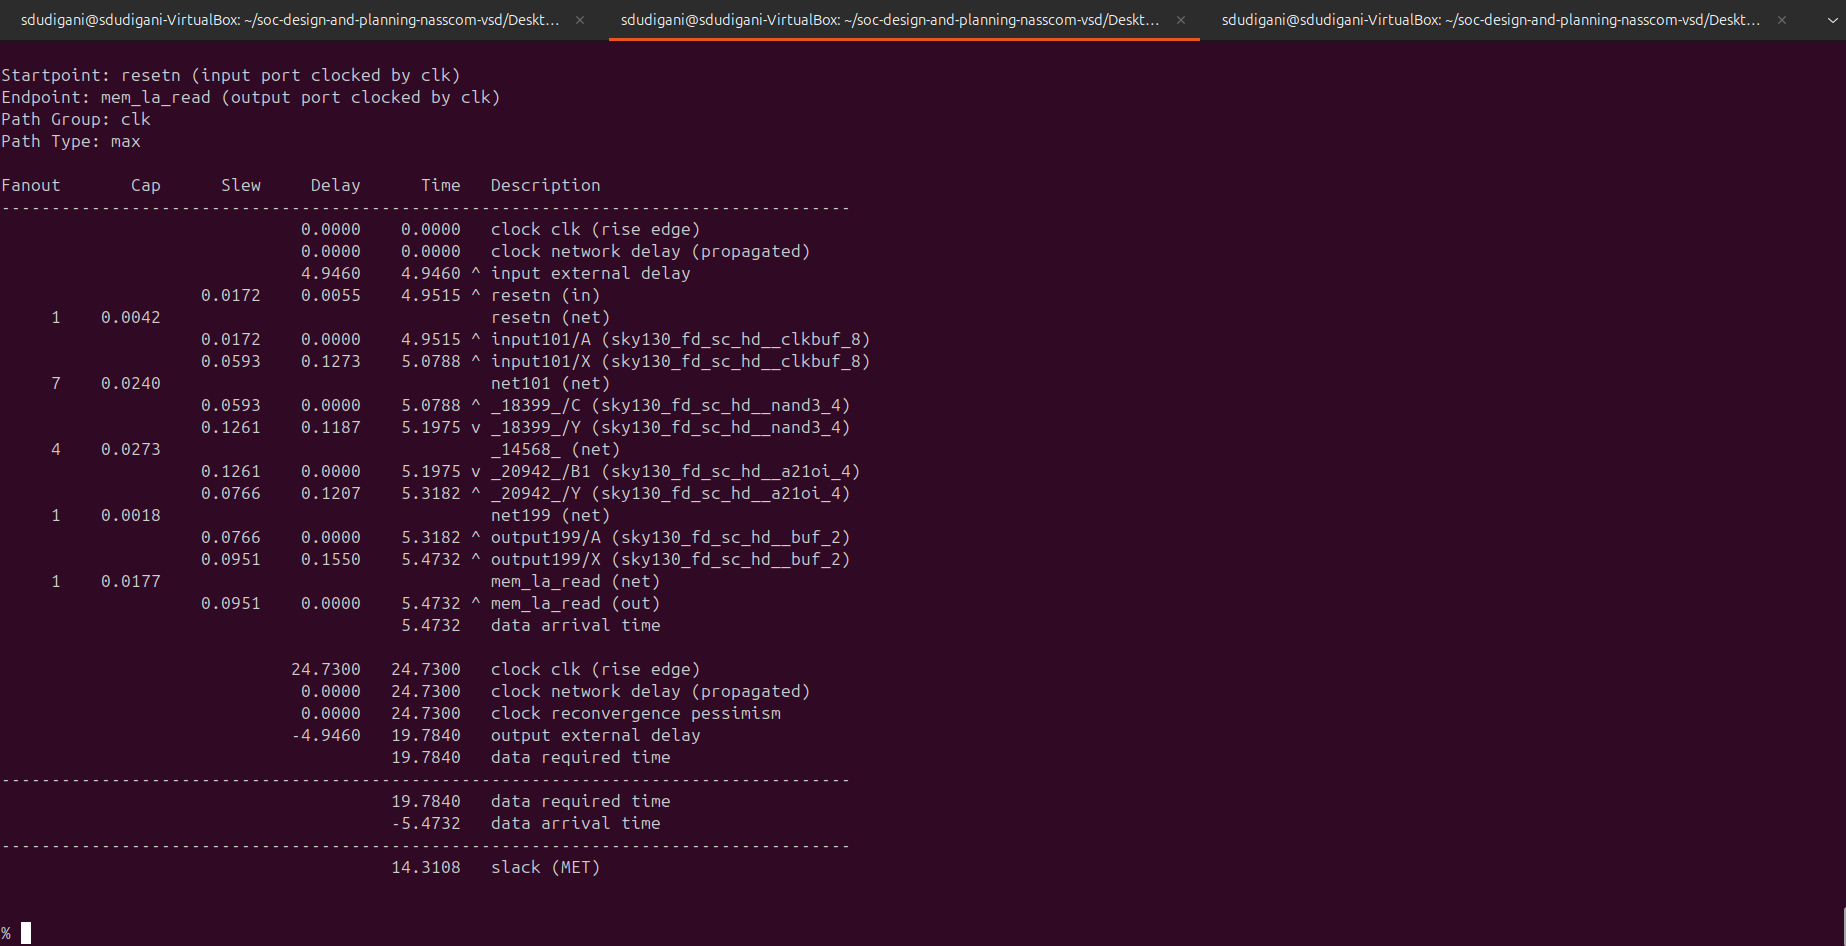 sdudigani@sdudigani-VirtualBox: ~/soc-design-and-planning-nasscom-vsd/Deskt... × sdudigani@sdudigani-VirtualBox: ~/soc-design-and-planning-nasscom-vsd/Deskt... × sdudigani@sdudigani-VirtualBox: ~/soc-design-and-planning-nasscom-vsd/Deskt... ×
Startpoint: resetn (input port clocked by clk)
Endpoint: mem_la_read (output port clocked by clk)
Path Group: clk
Path Type: max
Fanout Cap Slew Delay Time Description
-------------------------------------------------------------------------------------
0.0000 0.0000 clock clk (rise edge)
0.0000 0.0000 clock network delay (propagated)
4.9460 4.9460 ^ input external delay
0.0172 0.0055 4.9515 ^ resetn (in)
1 0.0042 resetn (net)
0.0172 0.0000 4.9515 ^ input101/A (sky130_fd_sc_hd__clkbuf_8)
0.0593 0.1273 5.0788 ^ input101/X (sky130_fd_sc_hd__clkbuf_8)
7 0.0240 net101 (net)
0.0593 0.0000 5.0788 ^ _18399_/C (sky130_fd_sc_hd__nand3_4)
0.1261 0.1187 5.1975 v _18399_/Y (sky130_fd_sc_hd__nand3_4)
4 0.0273 _14568_ (net)
0.1261 0.0000 5.1975 v _20942_/B1 (sky130_fd_sc_hd__a21oi_4)
0.0766 0.1207 5.3182 ^ _20942_/Y (sky130_fd_sc_hd__a21oi_4)
1 0.0018 net199 (net)
0.0766 0.0000 5.3182 ^ output199/A (sky130_fd_sc_hd__buf_2)
0.0951 0.1550 5.4732 ^ output199/X (sky130_fd_sc_hd__buf_2)
1 0.0177 mem_la_read (net)
0.0951 0.0000 5.4732 ^ mem_la_read (out)
5.4732 data arrival time
24.7300 24.7300 clock clk (rise edge)
0.0000 24.7300 clock network delay (propagated)
0.0000 24.7300 clock reconvergence pessimism
-4.9460 19.7840 output external delay
19.7840 data required time
-------------------------------------------------------------------------------------
19.7840 data required time
-5.4732 data arrival time
-------------------------------------------------------------------------------------
14.3108 slack (MET)
%